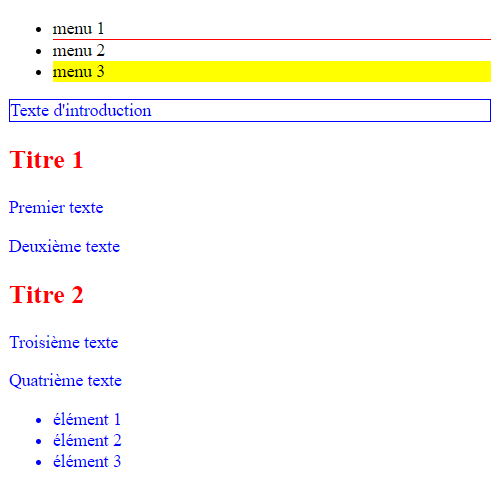 menu 1
menu 2
menu 3
Texte d'introduction
Titre 1
Premier texte
Deuxième texte
Titre 2
Troisième texte
Quatrième texte
élément 1
élément 2
élément 3